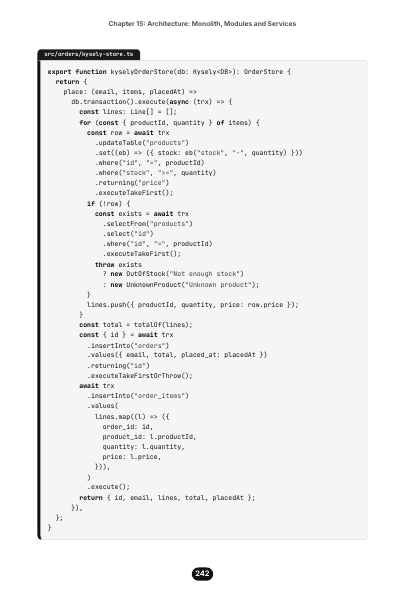 Chapter 15: Architecture: Monolith, Modules and Services
src/orders/kysely-store.ts
export function kyselyOrderStore(db: Kysely<DB>): OrderStore {
  return {
    place: (email, items, placedAt) =>
      db.transaction().execute(async (trx) => {
        const lines: Line[] = [];
        for (const { productId, quantity } of items) {
          const row = await trx
            .updateTable("products")
            .set((eb) => ({ stock: eb("stock", "-", quantity) }))
            .where("id", "=", productId)
            .where("stock", ">=", quantity)
            .returning("price")
            .executeTakeFirst();
          if (!row) {
            const exists = await trx
              .selectFrom("products")
              .select("id")
              .where("id", "=", productId)
              .executeTakeFirst();
            throw exists
              ? new OutOfStock("Not enough stock")
              : new UnknownProduct("Unknown product");
          }
          lines.push({ productId, quantity, price: row.price });
        }
        const total = totalOf(lines);
        const { id } = await trx
          .insertInto("orders")
          .values({ email, total, placed_at: placedAt })
          .returning("id")
          .executeTakeFirstOrThrow();
        await trx
          .insertInto("order_items")
          .values(
            lines.map((l) => ({
              order_id: id,
              product_id: l.productId,
              quantity: l.quantity,
              price: l.price,
            })),
          )
          .execute();
        return { id, email, lines, total, placedAt };
      }),
  };
}
242